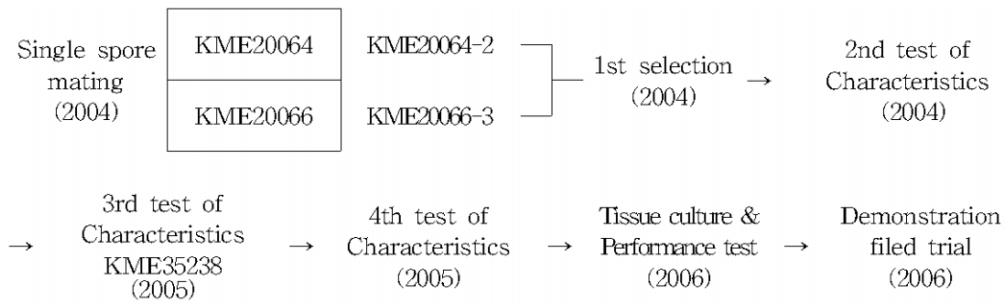 Single spore
mating
(2004)
KME20064
KME20066
KME20064-2
KME20066-3
1st selection
(2004)
→
2nd test of
Characteristics
(2004)
→
3rd test of
Characteristics
KME35238
(2005)
→
4th test of
Characteristics
(2005)
→
Tissue culture &
Performance test
(2006)
→
Demonstration
filed trial
(2006)